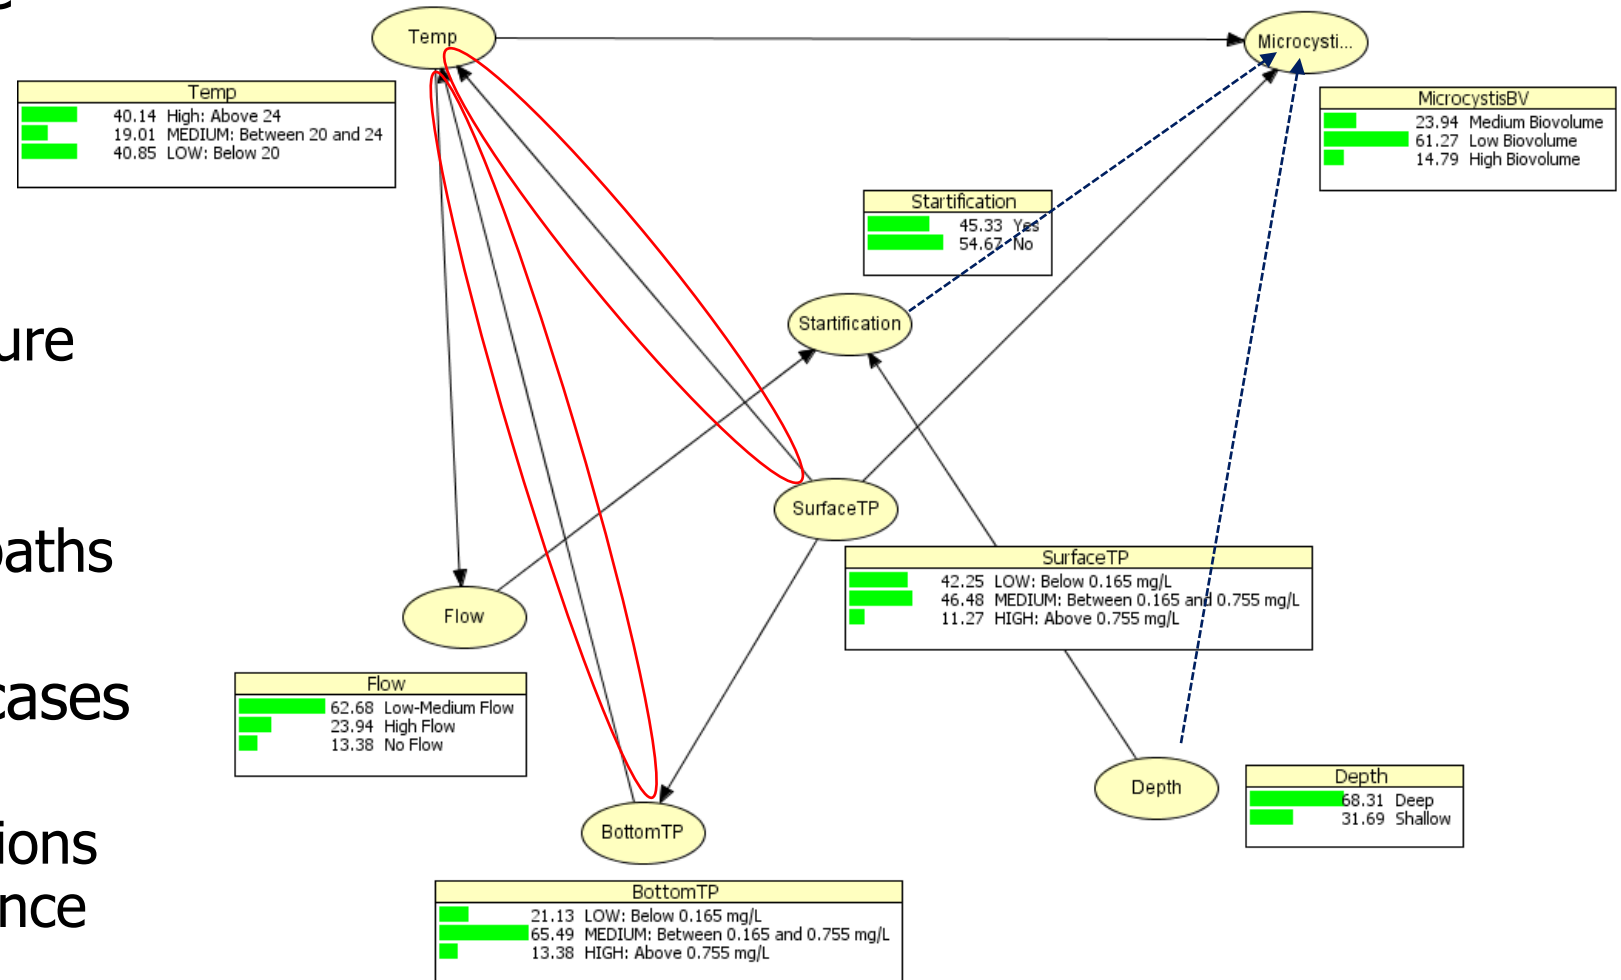 Temp
Microcysti...
Temp
40.14 High: Above 24
19.01 MEDIUM: Between 20 and 24
40.85 LOW: Below 20
MicrocystisBV
23.94 Medium Biovolume
61.27 Low Biovolume
14.79 High Biovolume
Startification
45.33 Yes
54.67 No
Startification
ure
SurfaceTP
aths
SurfaceTP
42.25 LOW: Below 0.165 mg/L
46.48 MEDIUM: Between 0.165 and 0.755 mg/L
11.27 HIGH: Above 0.755 mg/L
Flow
cases
Flow
62.68 Low-Medium Flow
23.94 High Flow
13.38 No Flow
Depth
Depth
68.31 Deep
31.69 Shallow
BottomTP
ions
nce
BottomTP
21.13 LOW: Below 0.165 mg/L
65.49 MEDIUM: Between 0.165 and 0.755 mg/L
13.38 HIGH: Above 0.755 mg/L